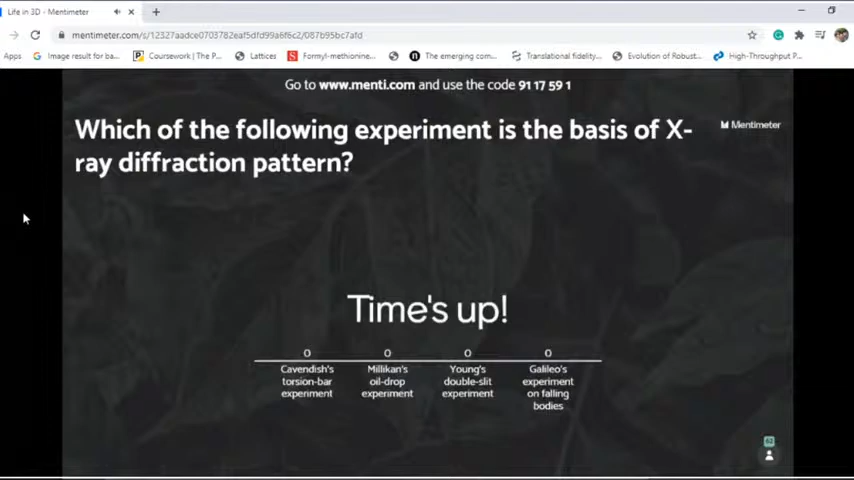 Life in 3D - Mentimeter
mentimeter.com/s/12327aadce0703782eaf5dfd99a6f6c2/087b95bc7afd
Apps Image result for ba... Coursework | The P... Lattices Formyl-methionine... The emerging com... Translational fidelity... Evolution of Robust... High-Throughput P...
Go to www.menti.com and use the code 91 17 59 1
Which of the following experiment is the basis of X-
ray diffraction pattern?
Mentimeter
Time's up!
0 0 0 0
Cavendish's
torsion-bar
experiment
Millikan's
oil-drop
experiment
Young's
double-slit
experiment
Galileo's
experiment
on falling
bodies
62